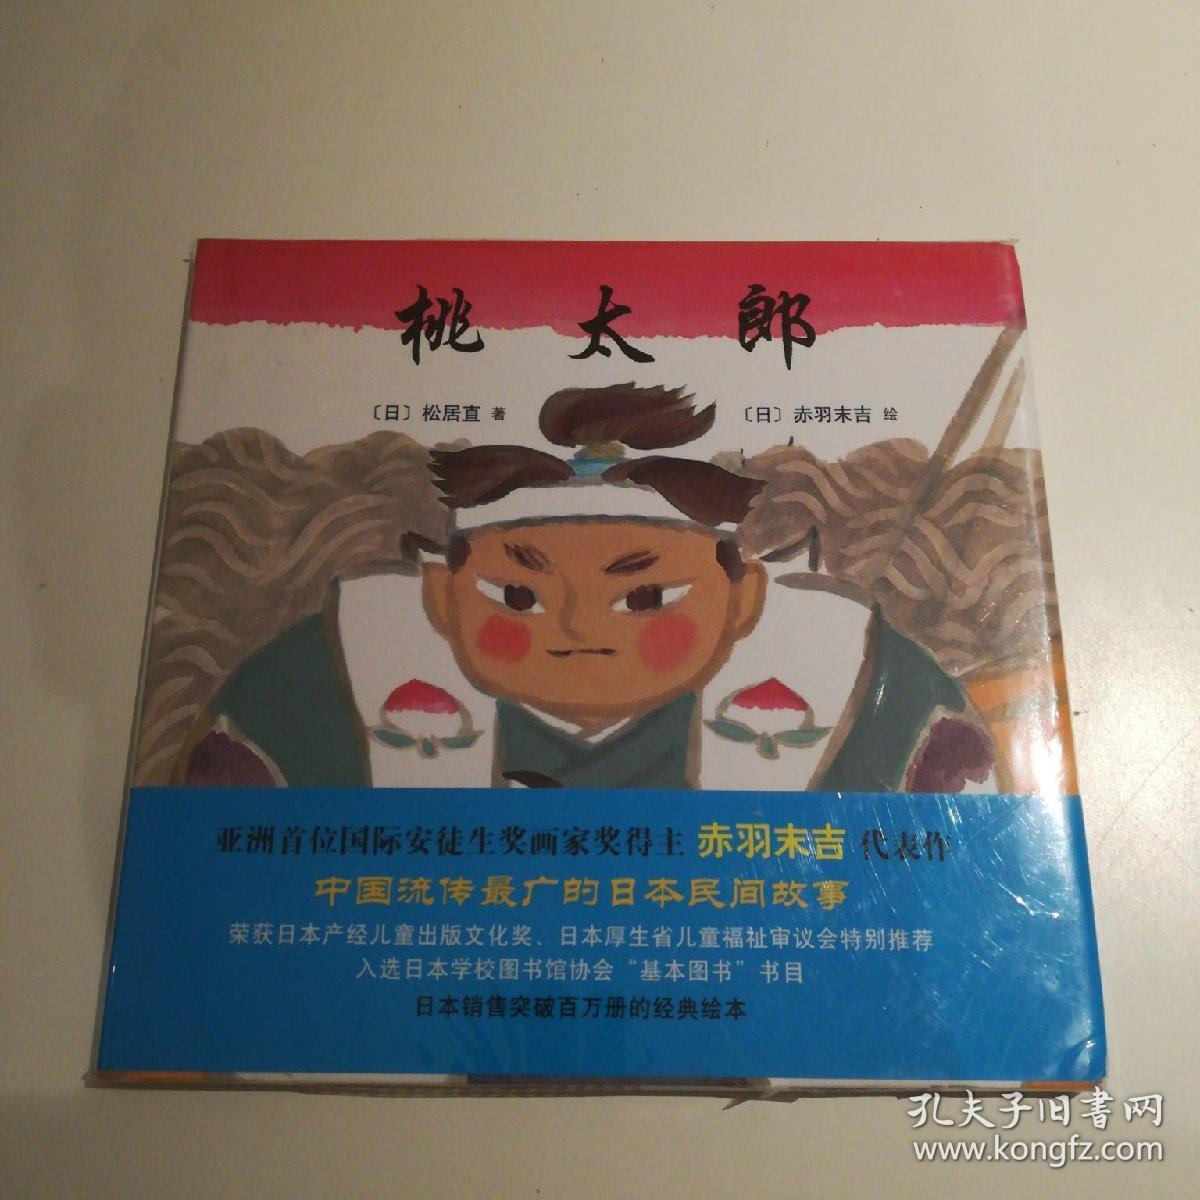 桃太郎
〔日〕松居直 著 〔日〕赤羽末吉 绘
亚洲首位国际安徒生奖画家奖得主 赤羽末吉 代表作
中国流传最广的日本民间故事
荣获日本产经儿童出版文化奖、日本厚生省儿童福祉审议会特别推荐
入选日本学校图书馆协会“基本图书”书目
日本销售突破百万册的经典绘本
孔夫子旧书网
www.kongfz.com